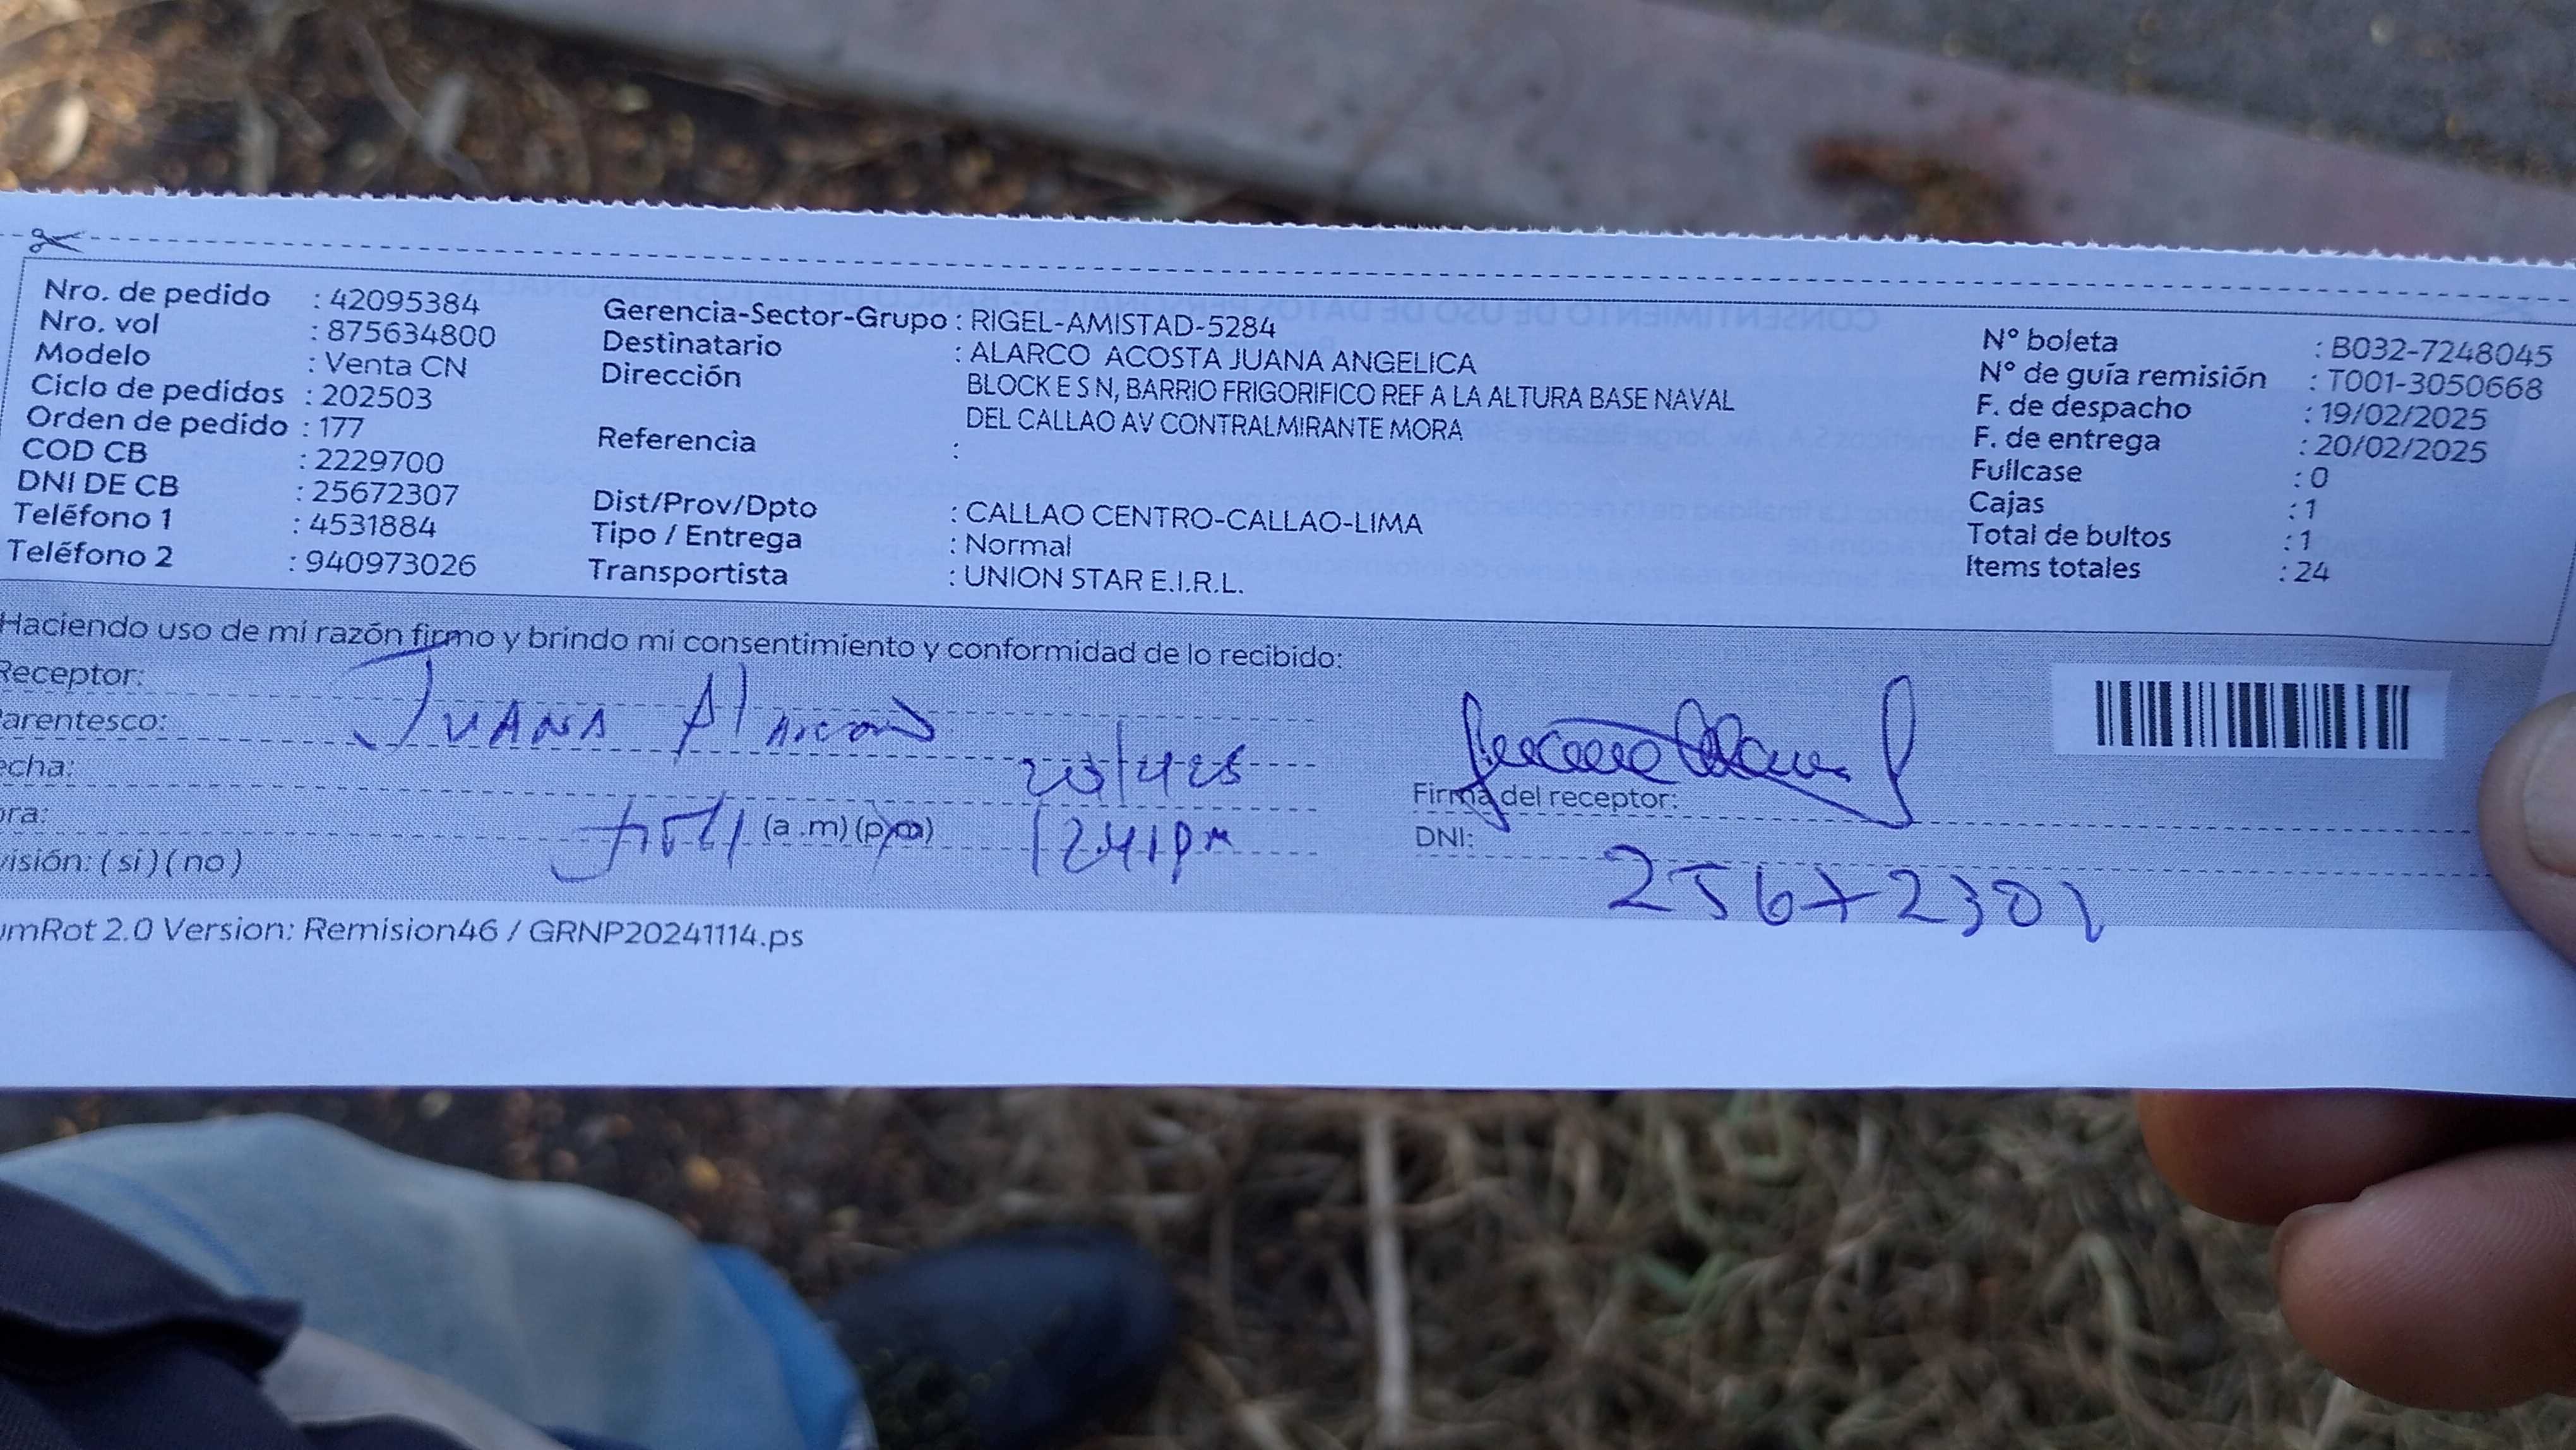 Nro. de pedido : 42095384
Nro. vol : 875634800
Modelo : Venta CN
Ciclo de pedidos : 202503
Orden de pedido : 177
COD CB : 2229700
DNI DE CB : 25672307
Teléfono 1 : 4531884
Teléfono 2 : 940973026
Gerencia-Sector-Grupo : RIGEL-AMISTAD-5284
Destinatario : ALARCO ACOSTA JUANA ANGELICA
Dirección BLOCK E S N, BARRIO FRIGORIFICO REF A LA ALTURA BASE NAVAL
DEL CALLAO AV CONTRALMIRANTE MORA
Referencia :
Dist/Prov/Dpto : CALLAO CENTRO-CALLAO-LIMA
Tipo / Entrega : Normal
Transportista : UNION STAR E.I.R.L.
N° boleta : B032-7248045
N° de guía remisión : T001-3050668
F. de despacho : 19/02/2025
F. de entrega : 20/02/2025
Fullcase : 0
Cajas : 1
Total de bultos : 1
Items totales : 24
Haciendo uso de mi razón firmo y brindo mi consentimiento y conformidad de lo recibido:
Receptor: JUANA
arentesco:
echa:
ora: (a .m) (p.m) 12:41 pm
visión: ( si ) ( no )
Firma del receptor:
DNI:
umRot 2.0 Version: Remision46 / GRNP20241114.ps